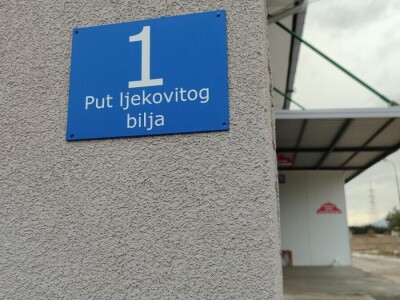 1
Put ljekovitog
bilja